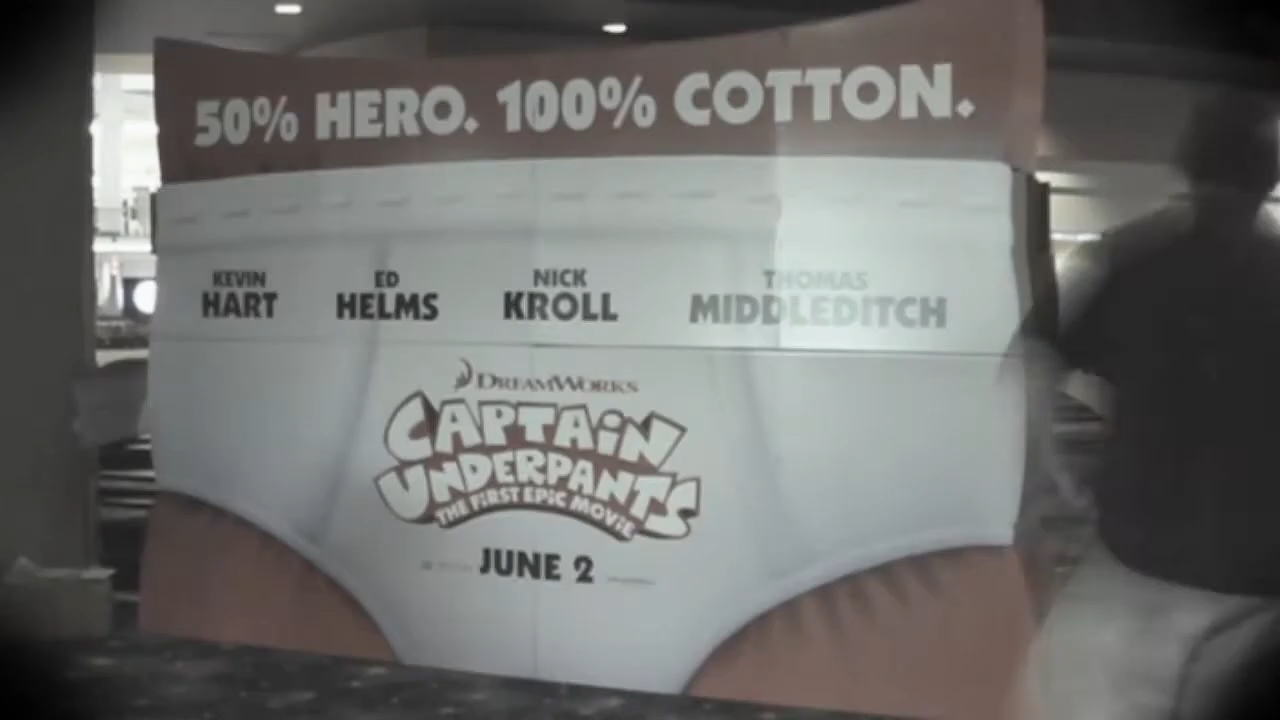 50% HERO. 100% COTTON.
KEVIN HART
ED HELMS
NICK KROLL
THOMAS MIDDLEDITCH
DREAMWORKS
CAPTAiN
UNDERPANTS
THE FiRST EPiC MOViE
JUNE 2